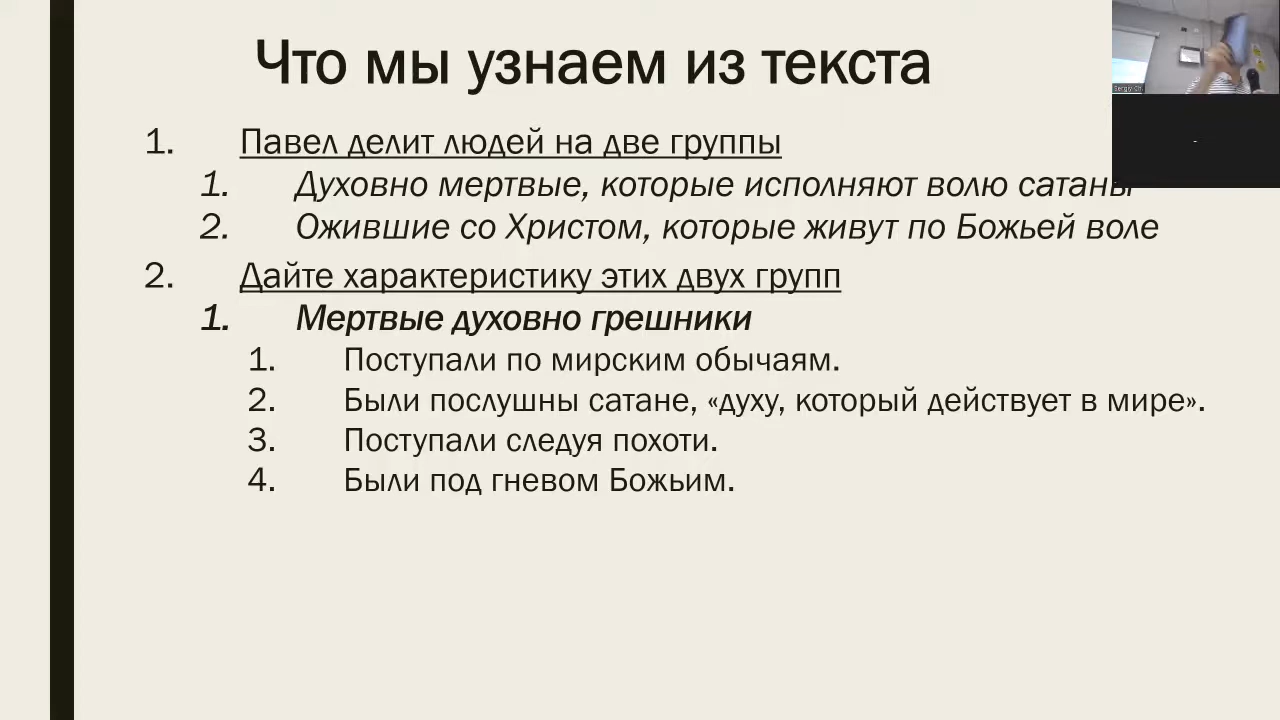 Что мы узнаем из текста
1. Павел делит людей на две группы
1. Духовно мертвые, которые исполняют волю сатаны
2. Ожившие со Христом, которые живут по Божьей воле
2. Дайте характеристику этих двух групп
1. Мертвые духовно грешники
1. Поступали по мирским обычаям.
2. Были послушны сатане, «духу, который действует в мире».
3. Поступали следуя похоти.
4. Были под гневом Божьим.